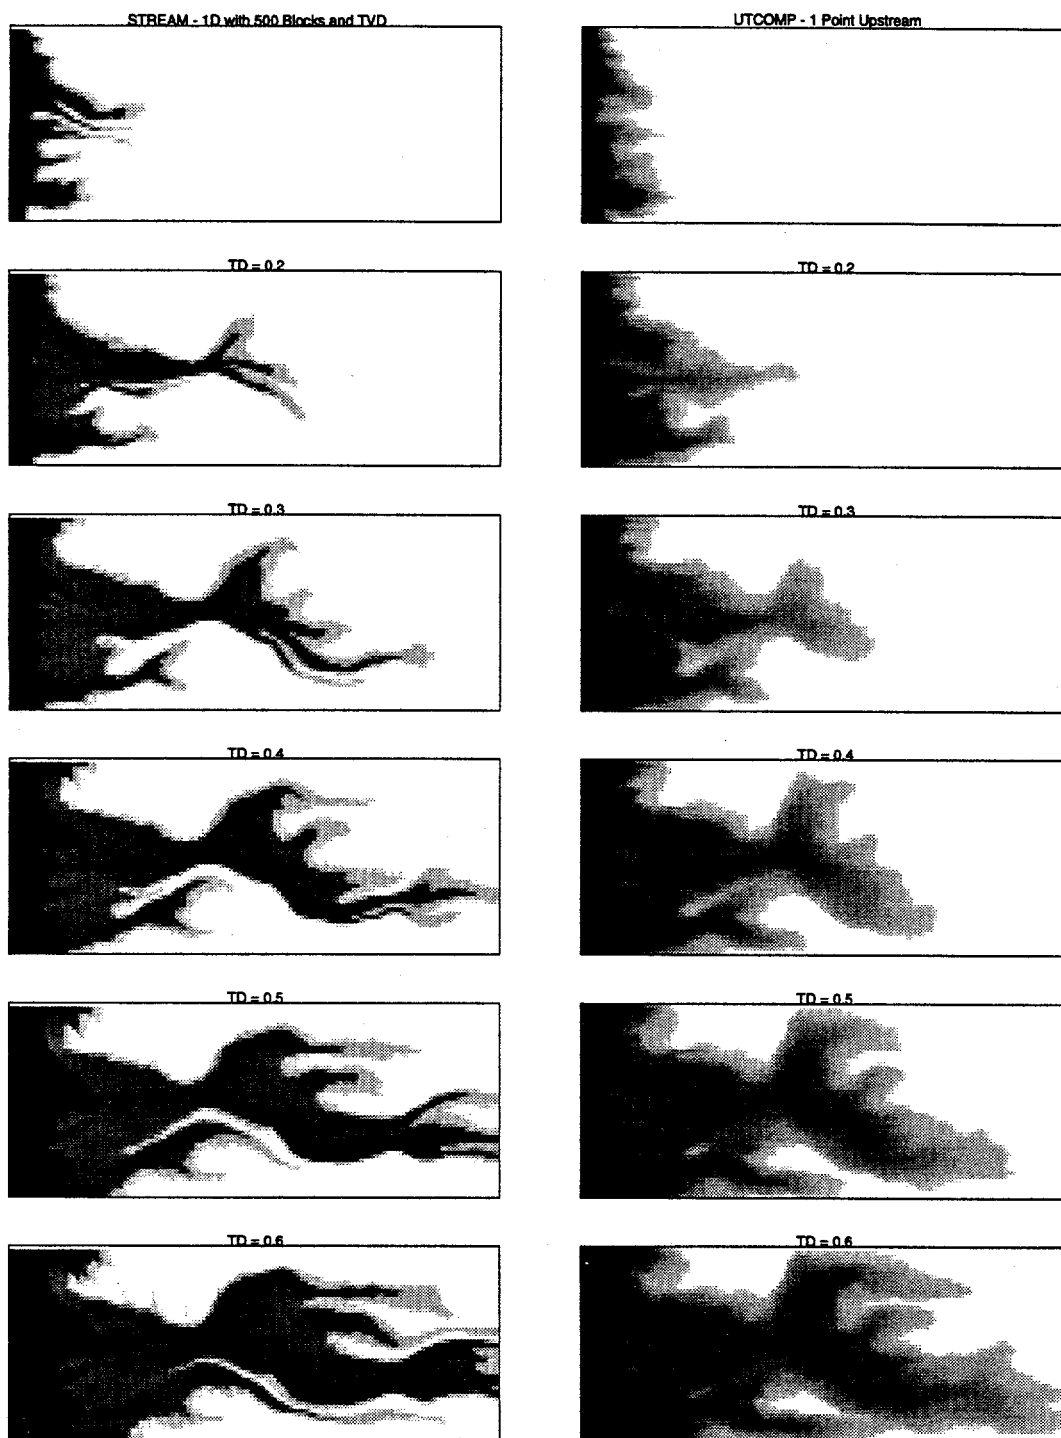 STREAM - 1D with 500 Blocks and TVD
UTCOMP - 1 Point Upstream
TD = 0.2
TD = 0.2
TD = 0.3
TD = 0.3
TD = 0.4
TD = 0.4
TD = 0.5
TD = 0.5
TD = 0.6
TD = 0.6